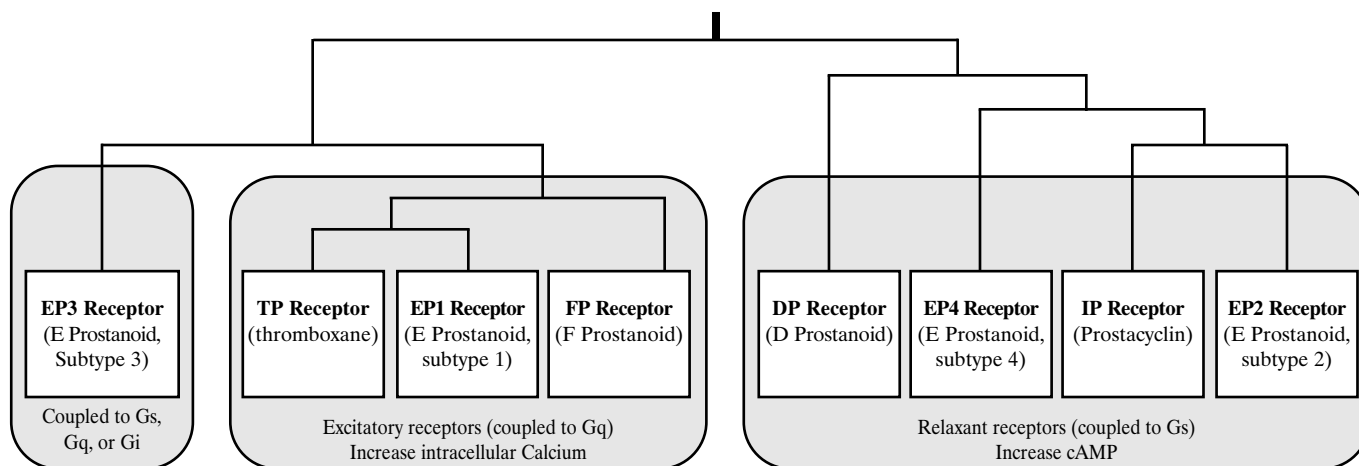 EP3 Receptor
(E Prostanoid,
Subtype 3)
Coupled to Gs,
Gq, or Gi
TP Receptor
(thromboxane)
EP1 Receptor
(E Prostanoid,
subtype 1)
FP Receptor
(F Prostanoid)
Excitatory receptors (coupled to Gq)
Increase intracellular Calcium
DP Receptor
(D Prostanoid)
EP4 Receptor
(E Prostanoid,
subtype 4)
IP Receptor
(Prostacyclin)
EP2 Receptor
(E Prostanoid,
subtype 2)
Relaxant receptors (coupled to Gs)
Increase cAMP